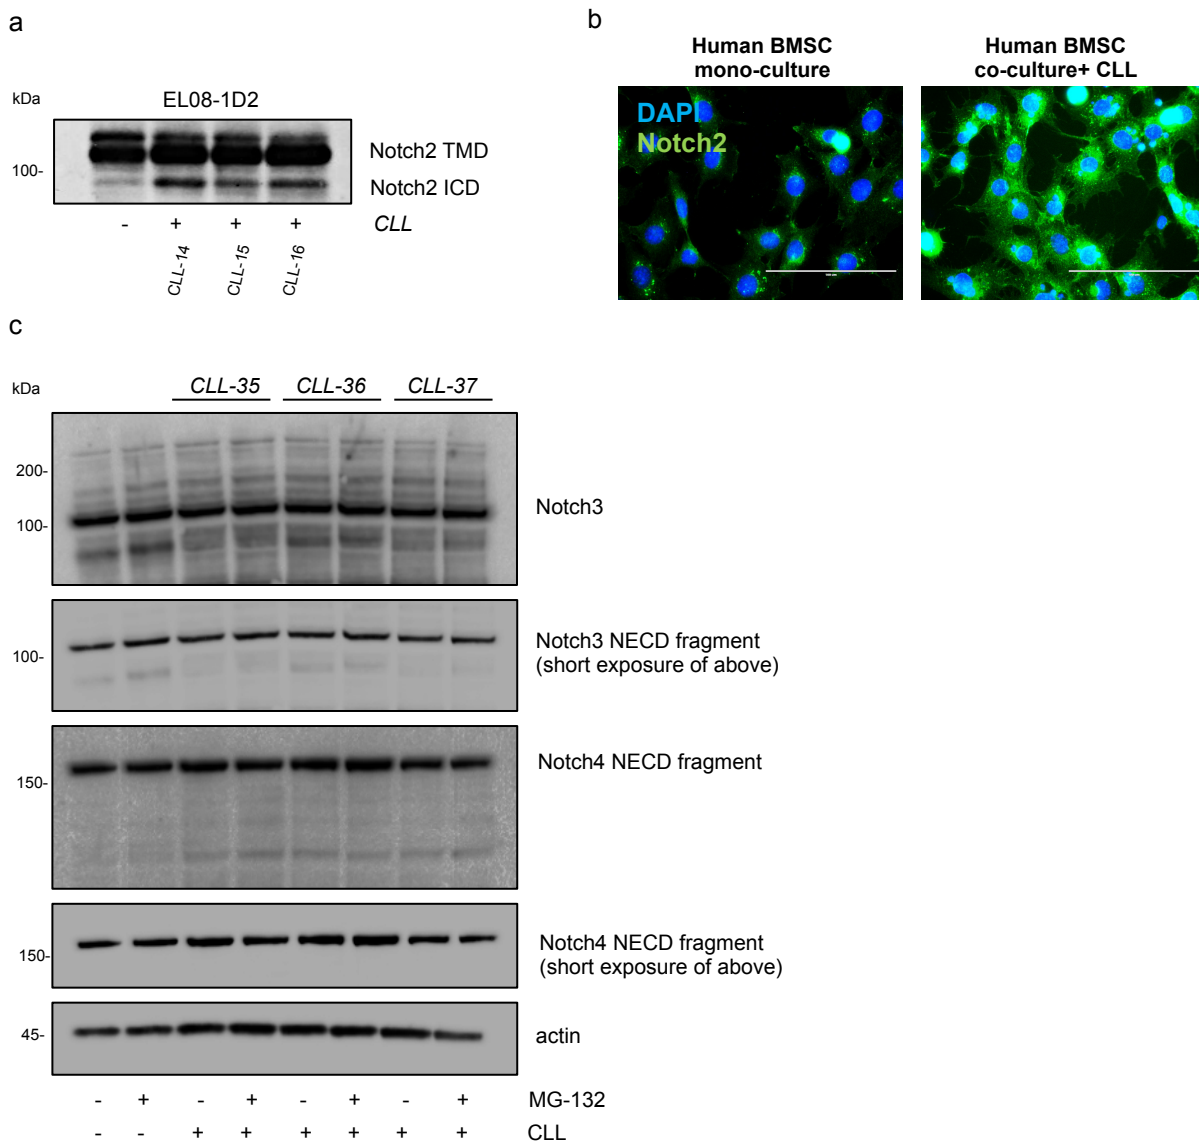 a
kDa
EL08-1D2
100-
Notch2 TMD
Notch2 ICD
- + + + CLL
CLL-14 CLL-15 CLL-16
b
Human BMSC
mono-culture
Human BMSC
co-culture+ CLL
DAPI
Notch2
c
kDa
CLL-35 CLL-36 CLL-37
200-
100-
Notch3
100-
Notch3 NECD fragment
(short exposure of above)
150-
Notch4 NECD fragment
150-
Notch4 NECD fragment
(short exposure of above)
45-
actin
- + - + - + - + MG-132
- - + + + + + + CLL